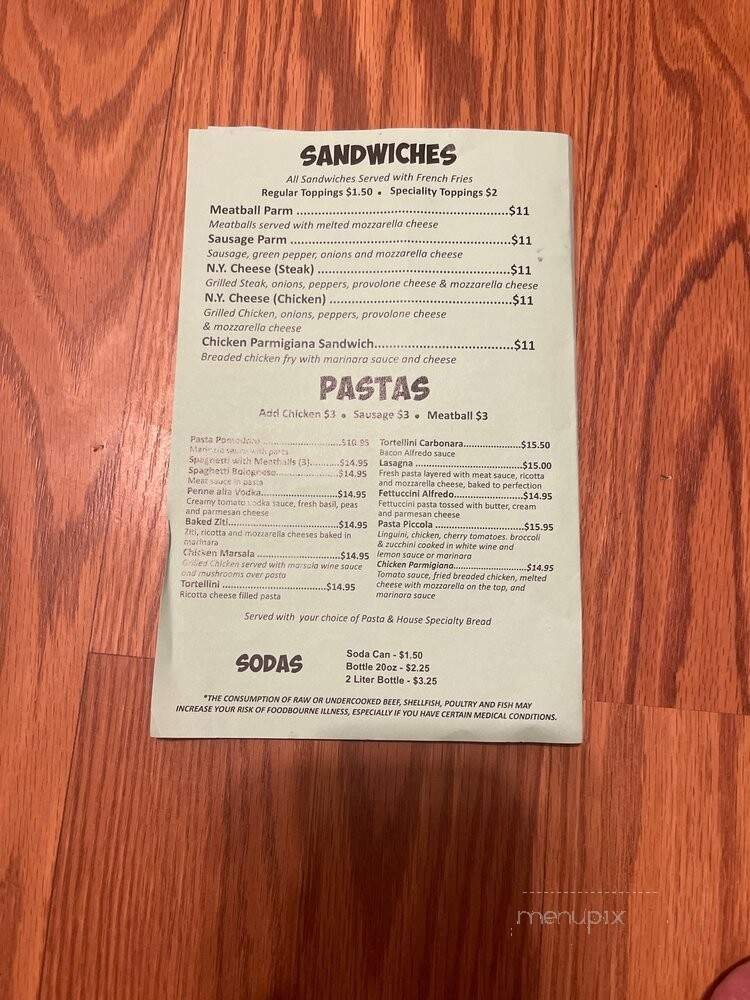 SANDWICHES
All Sandwiches Served with French Fries
Regular Toppings $1.50 • Speciality Toppings $2
Meatball Parm ........................................................$11
Meatballs served with melted mozzarella cheese
Sausage Parm ........................................................$11
Sausage, green pepper, onions and mozzarella cheese
N.Y. Cheese (Steak) ................................................$11
Grilled Steak, onions, peppers, provolone cheese & mozzarella cheese
N.Y. Cheese (Chicken) .............................................$11
Grilled Chicken, onions, peppers, provolone cheese
& mozzarella cheese
Chicken Parmigiana Sandwich..................................$11
Breaded chicken fry with marinara sauce and cheese
PASTAS
Add Chicken $3 • Sausage $3 • Meatball $3
Pasta Pomodoro ....................$10.95
Marinara sauce with pasta
Spaghetti with Meatballs (3)..........$14.95
Spaghetti Bolognese...................$14.95
Meat sauce in pasta
Penne alla Vodka......................$14.95
Creamy tomato vodka sauce, fresh basil, peas
and parmesan cheese
Baked Ziti................................$14.95
Ziti, ricotta and mozzarella cheeses baked in
marinara
Chicken Marsala ........................$14.95
Grilled Chicken served with marsala wine sauce
and mushrooms over pasta
Tortellini ..............................$14.95
Ricotta cheese filled pasta
Tortellini Carbonara....................$15.50
Bacon Alfredo sauce
Lasagna ..................................$15.00
Fresh pasta layered with meat sauce, ricotta
and mozzarella cheese, baked to perfection
Fettuccini Alfredo......................$14.95
Fettuccini pasta tossed with butter, cream
and parmesan cheese
Pasta Piccola ............................$15.95
Linguini, chicken, cherry tomatoes. broccoli
& zucchini cooked in white wine and
lemon sauce or marinara
Chicken Parmigiana.......................$14.95
Tomato sauce, fried breaded chicken, melted
cheese with mozzarella on the top, and
marinara sauce
Served with your choice of Pasta & House Specialty Bread
SODAS
Soda Can - $1.50
Bottle 20oz - $2.25
2 Liter Bottle - $3.25
*THE CONSUMPTION OF RAW OR UNDERCOOKED BEEF, SHELLFISH, POULTRY AND FISH MAY
INCREASE YOUR RISK OF FOODBOURNE ILLNESS, ESPECIALLY IF YOU HAVE CERTAIN MEDICAL CONDITIONS.
menupix